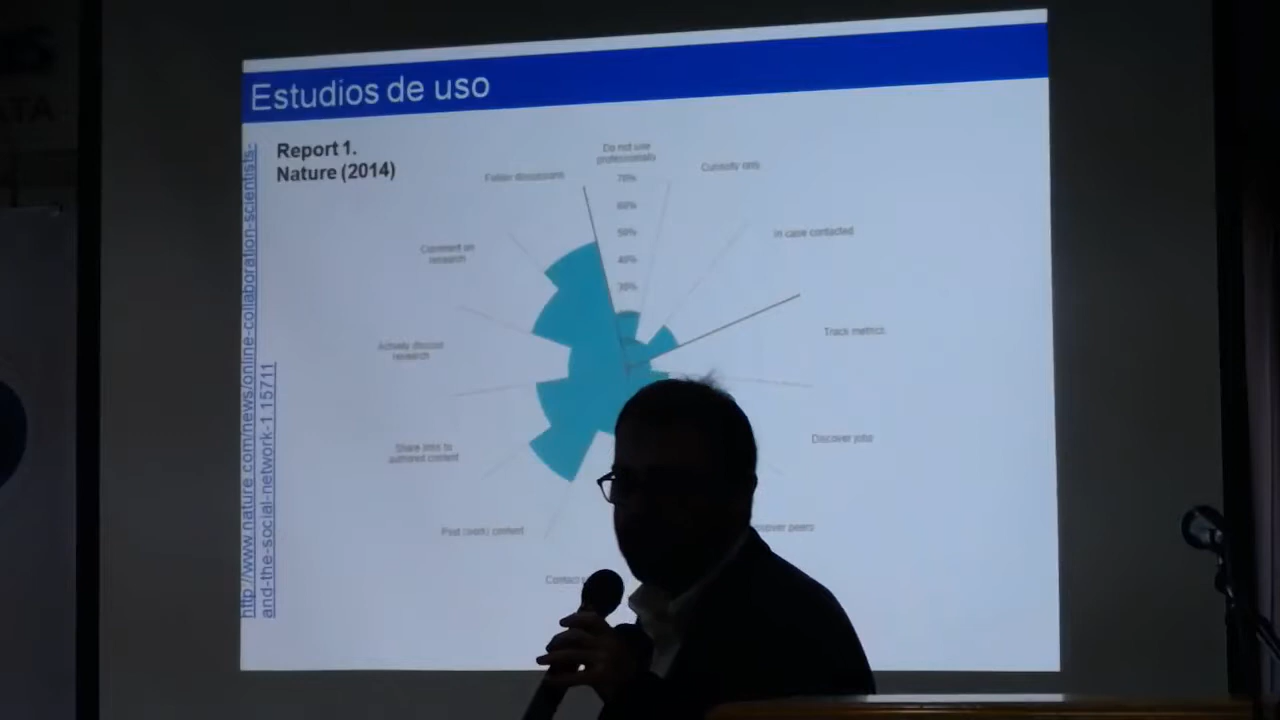 Estudios de uso
Report 1.
Nature (2014)
http://www.nature.com/news/online-collaboration-scientists-
and-the-social-network-1.15711
Do not use
professionally
Curiosity only
In case contacted
Track metrics
Discover jobs
peers
Contact
Post (work) content
Share links to
authored content
Actively discuss
research
Comment on
research
Follow discussions
70%
60%
50%
40%
30%